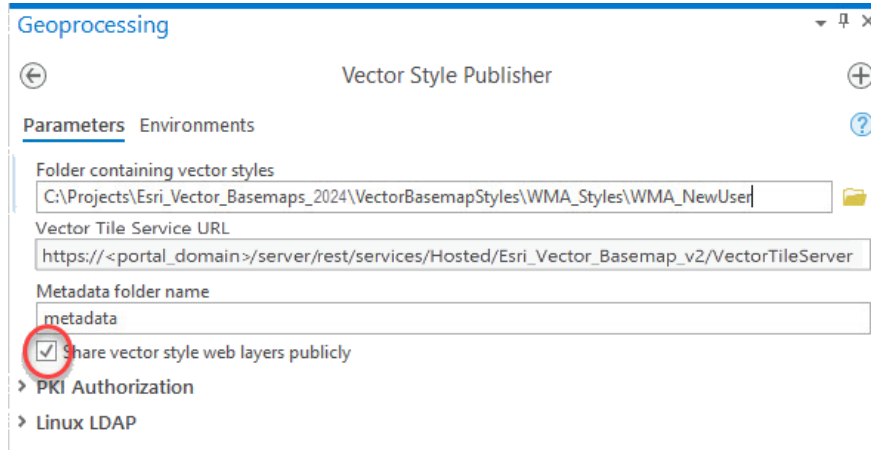 Geoprocessing
Vector Style Publisher
Parameters Environments
Folder containing vector styles
C:\Projects\Esri_Vector_Basemaps_2024\VectorBasemapStyles\WMA_Styles\WMA_NewUser
Vector Tile Service URL
https://<portal_domain>/server/rest/services/Hosted/Esri_Vector_Basemap_v2/VectorTileServer
Metadata folder name
metadata
Share vector style web layers publicly
PKI Authorization
Linux LDAP